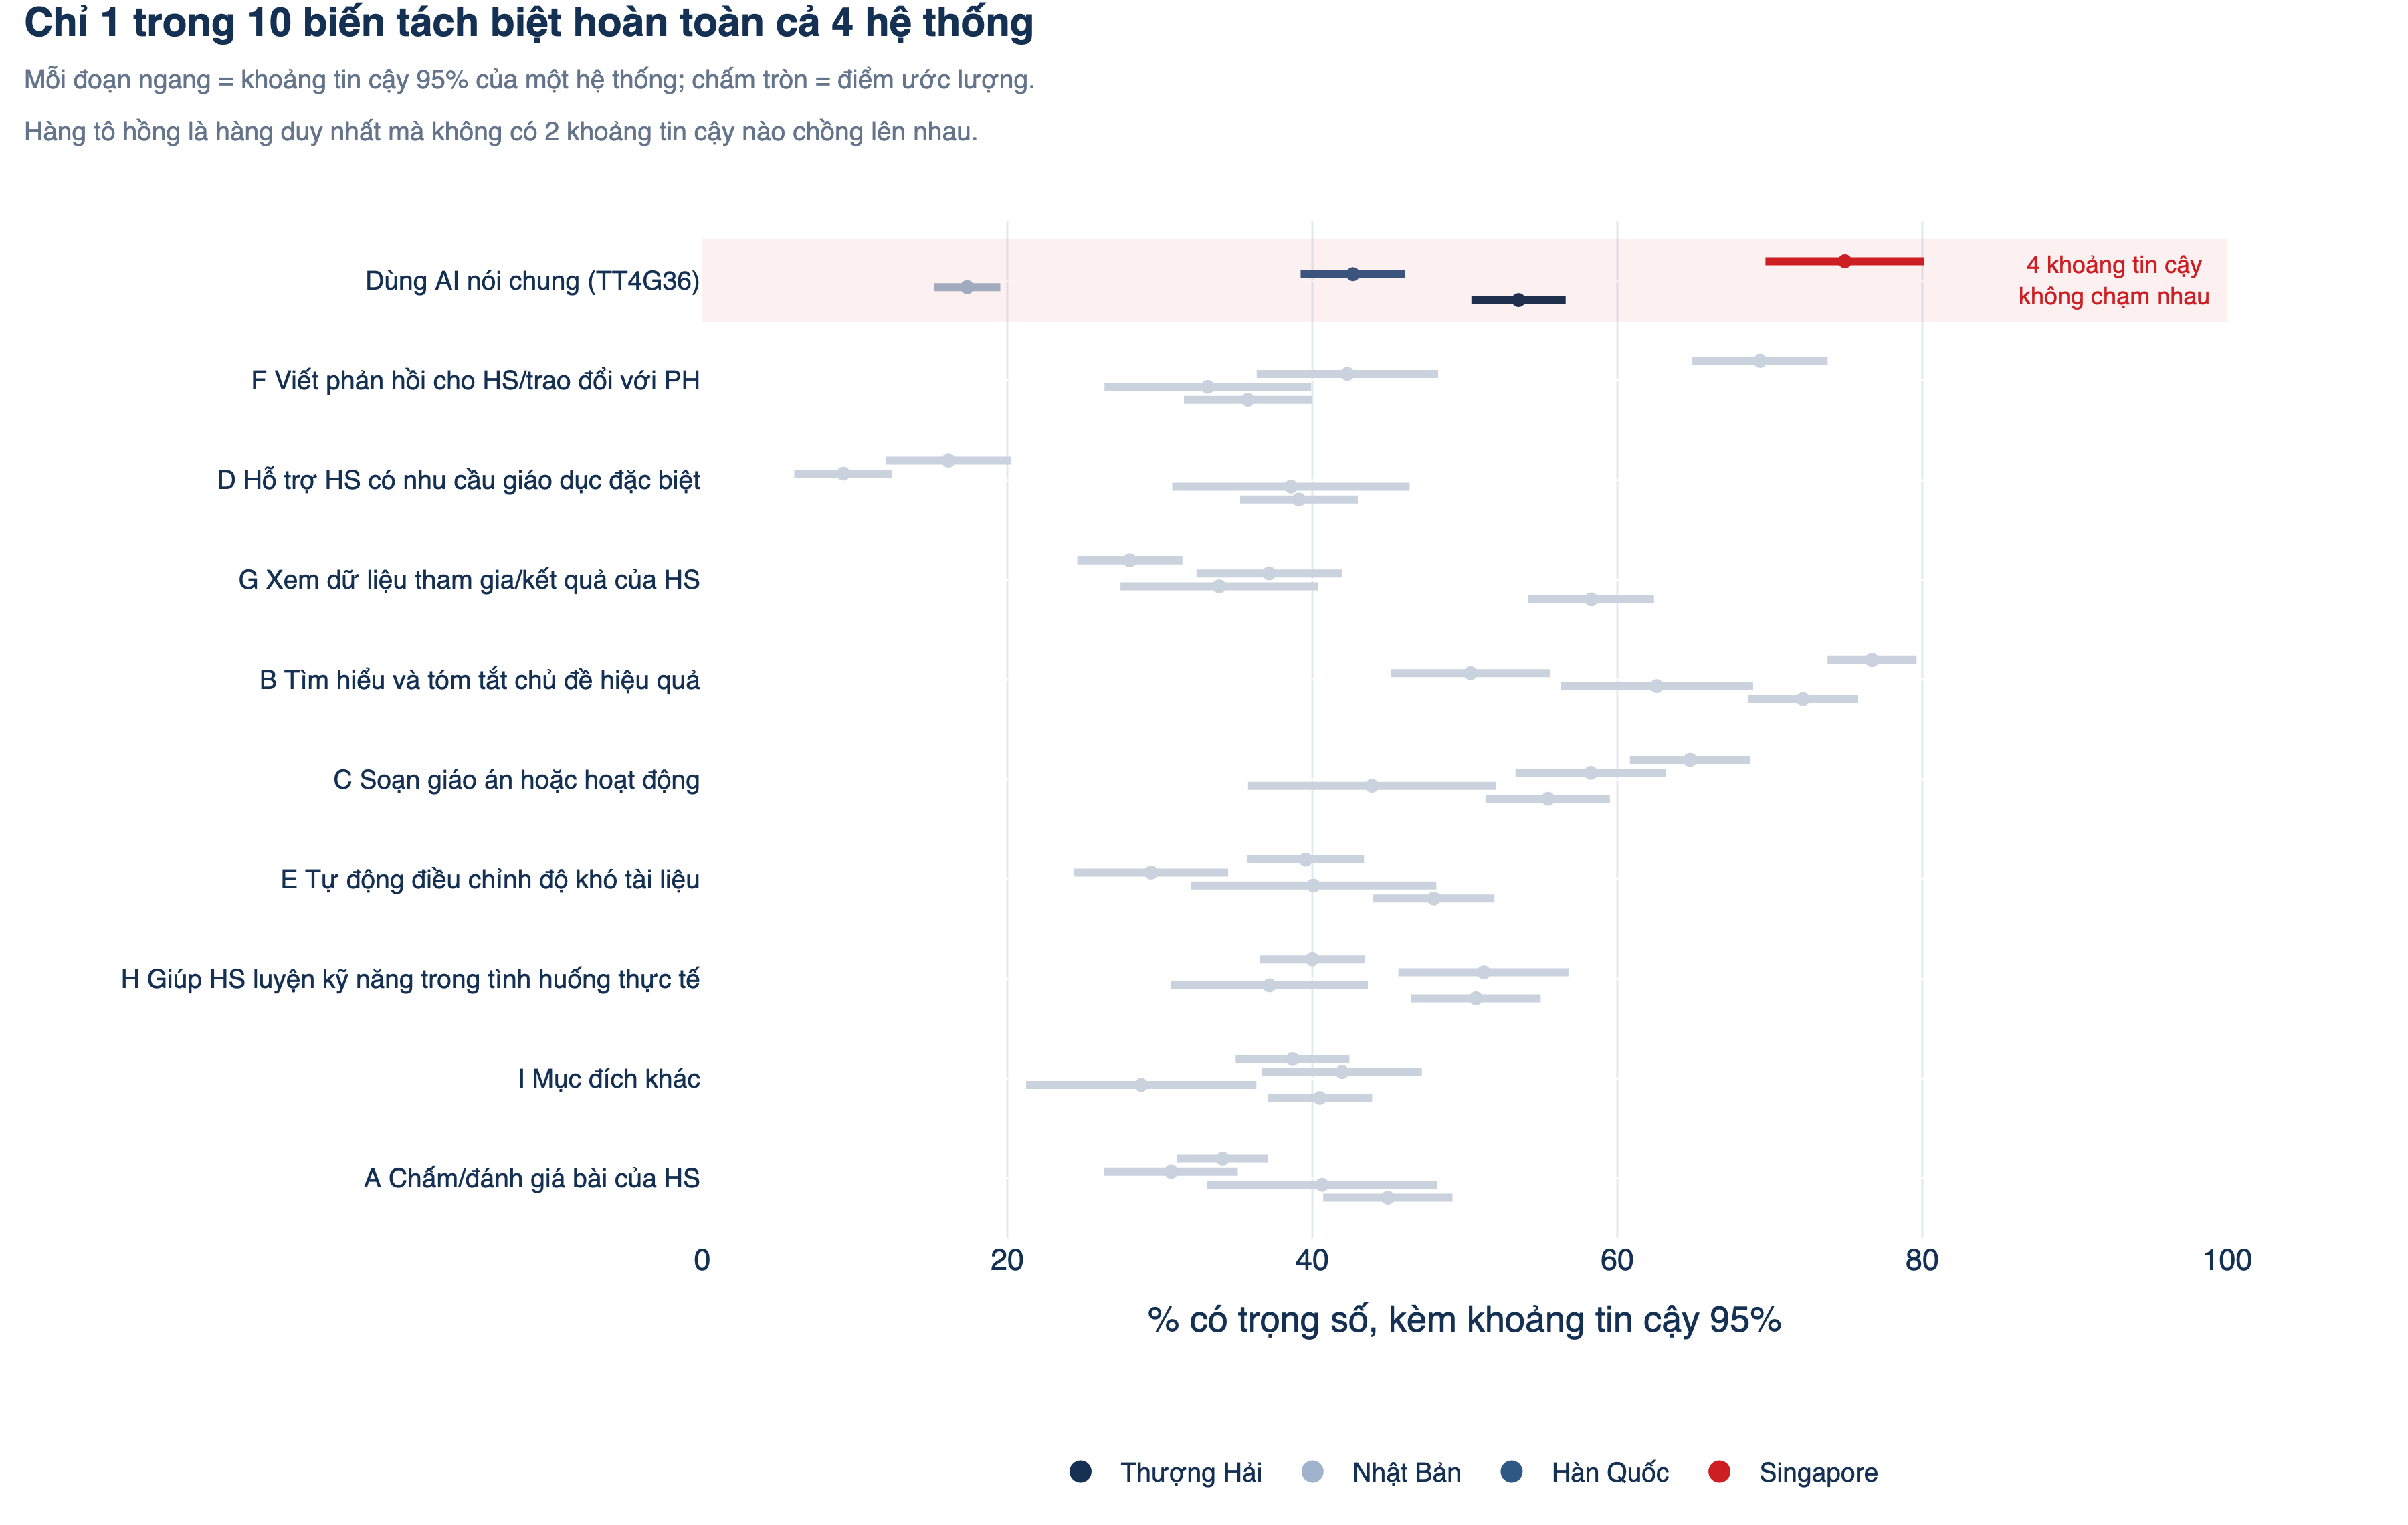 Chỉ 1 trong 10 biến tách biệt hoàn toàn cả 4 hệ thống
Mỗi đoạn ngang = khoảng tin cậy 95% của một hệ thống; chấm tròn = điểm ước lượng.
Hàng tô hồng là hàng duy nhất mà không có 2 khoảng tin cậy nào chồng lên nhau.
Dùng AI nói chung (TT4G36)
4 khoảng tin cậy
không chạm nhau
F Viết phản hồi cho HS/trao đổi với PH
D Hỗ trợ HS có nhu cầu giáo dục đặc biệt
G Xem dữ liệu tham gia/kết quả của HS
B Tìm hiểu và tóm tắt chủ đề hiệu quả
C Soạn giáo án hoặc hoạt động
E Tự động điều chỉnh độ khó tài liệu
H Giúp HS luyện kỹ năng trong tình huống thực tế
I Mục đích khác
A Chấm/đánh giá bài của HS
0 20 40 60 80 100
% có trọng số, kèm khoảng tin cậy 95%
Thượng Hải Nhật Bản Hàn Quốc Singapore